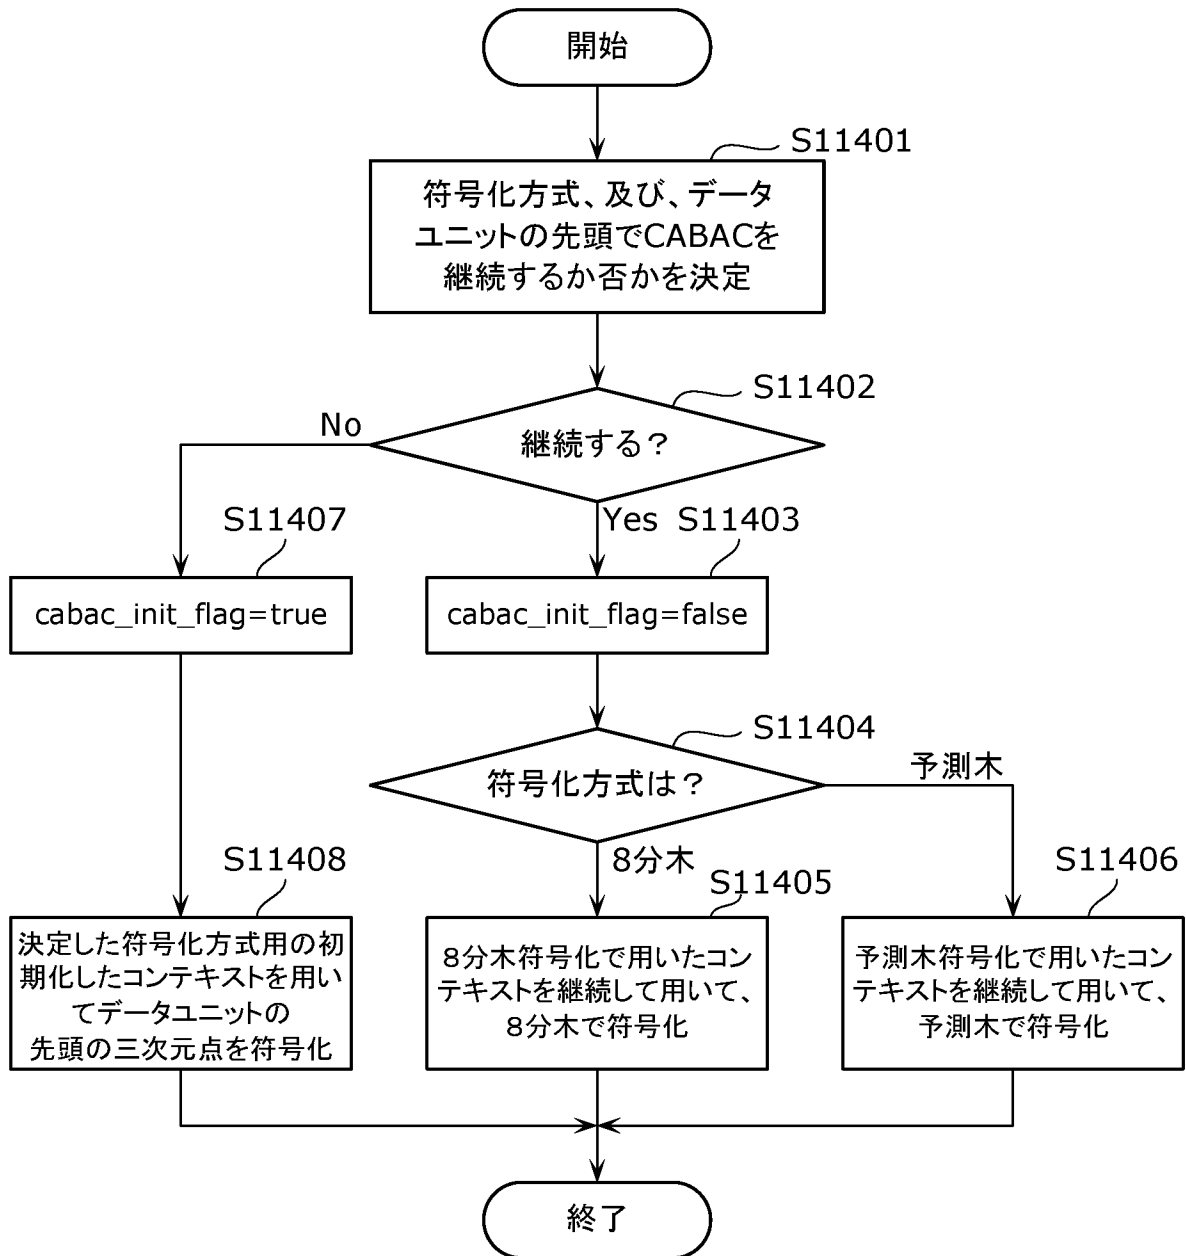 開始
S11401
符号化方式、及び、データ
ユニットの先頭でCABACを
継続するか否かを決定
S11402
継続する？
No
Yes
S11407
cabac_init_flag=true
S11403
cabac_init_flag=false
S11404
符号化方式は？
予測木
8分木
S11408
決定した符号化方式用の初
期化したコンテキストを用い
てデータユニットの
先頭の三次元点を符号化
S11405
８分木符号化で用いたコン
テキストを継続して用いて、
８分木で符号化
S11406
予測木符号化で用いたコン
テキストを継続して用いて、
予測木で符号化
終了